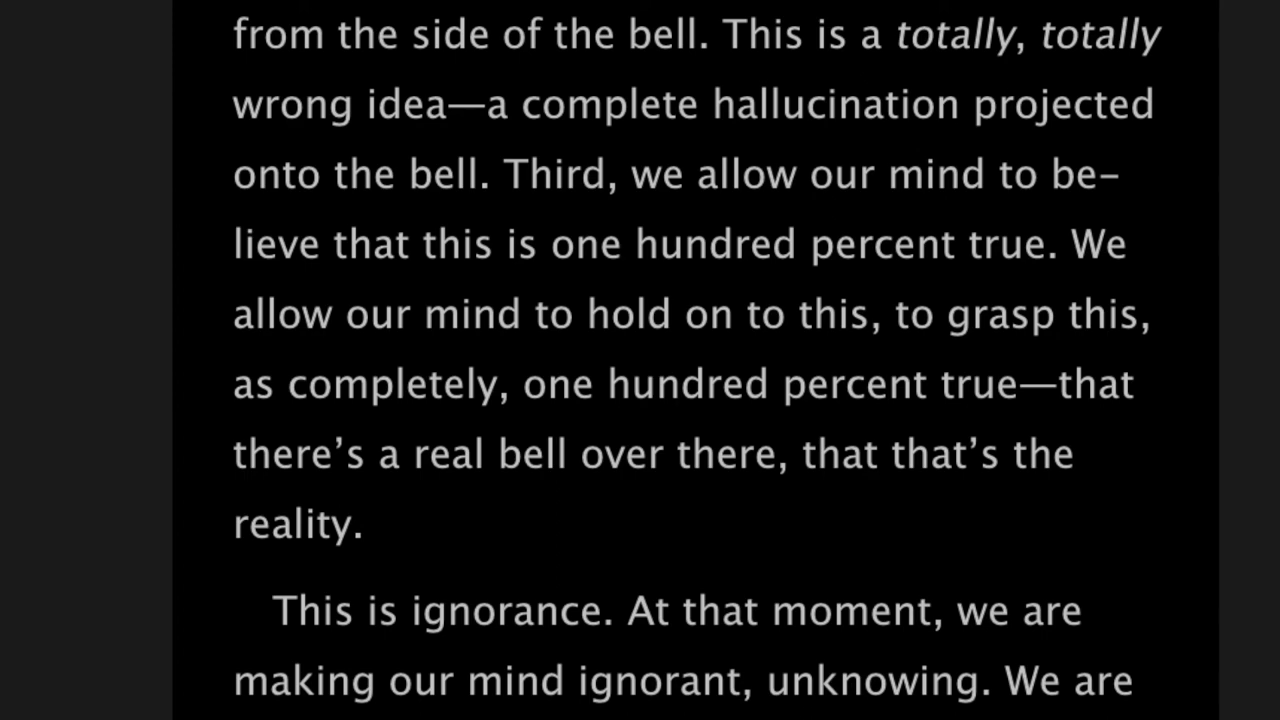 from the side of the bell. This is a totally, totally
wrong idea—a complete hallucination projected
onto the bell. Third, we allow our mind to be-
lieve that this is one hundred percent true. We
allow our mind to hold on to this, to grasp this,
as completely, one hundred percent true—that
there’s a real bell over there, that that’s the
reality.
This is ignorance. At that moment, we are
making our mind ignorant, unknowing. We are